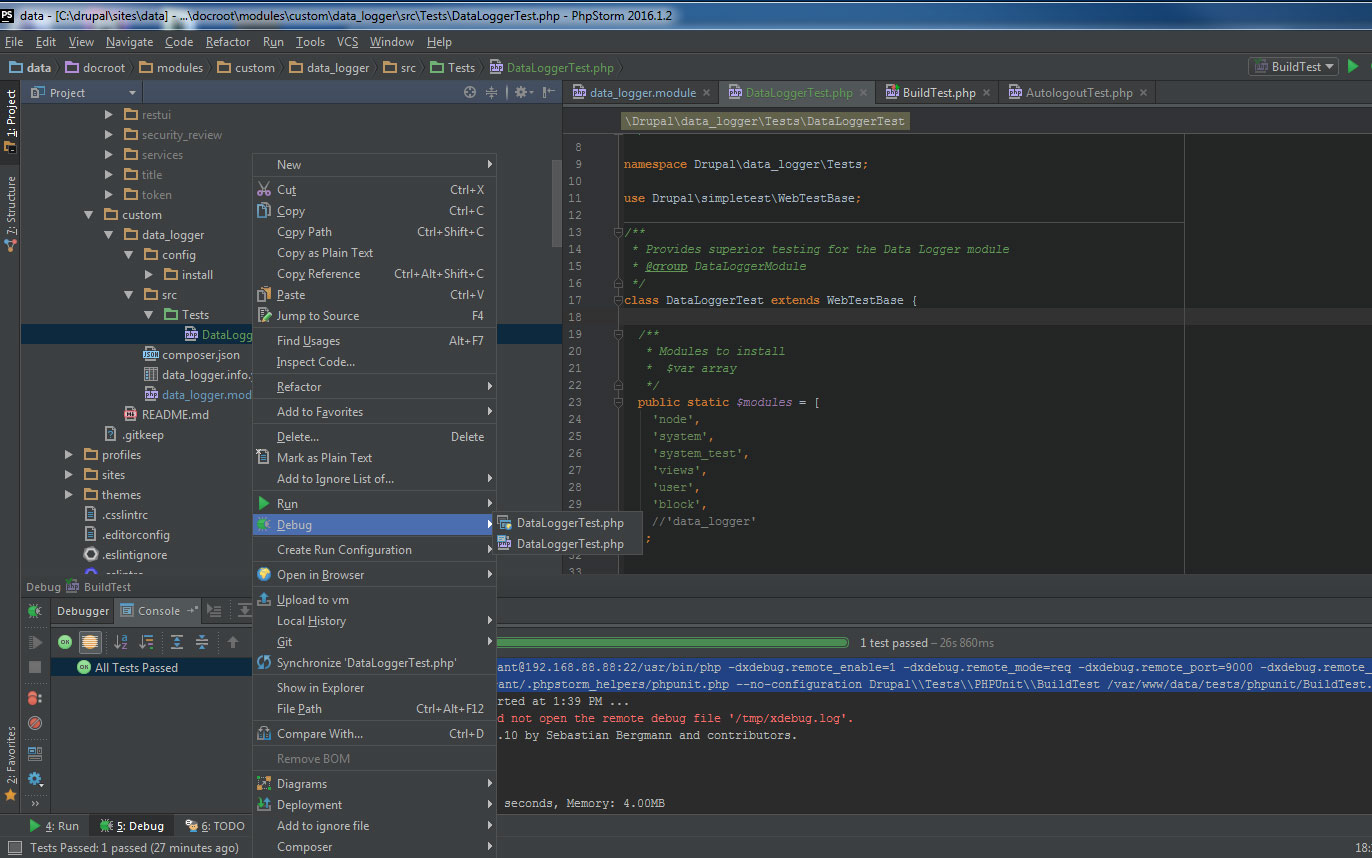 data - [C:\drupal\sites\data] - ...\docroot\modules\custom\data_logger\src\Tests\DataLoggerTest.php - PhpStorm 2016.1.2
File Edit View Navigate Code Refactor Run Tools VCS Window Help
data docroot modules custom data_logger src Tests DataLoggerTest.php
BuildTest
1: Project
7: Structure
2: Favorites
Project
restui
security_review
services
title
token
custom
data_logger
config
install
src
Tests
DataLogg
composer.json
data_logger.info.
data_logger.mod
README.md
.gitkeep
profiles
sites
themes
.csslintrc
.editorconfig
.eslintignore
New
Cut Ctrl+X
Copy Ctrl+C
Copy Path Ctrl+Shift+C
Copy as Plain Text
Copy Reference Ctrl+Alt+Shift+C
Paste Ctrl+V
Jump to Source F4
Find Usages Alt+F7
Inspect Code...
Refactor
Add to Favorites
Delete... Delete
Mark as Plain Text
Add to Ignore List of...
Run
Debug
Create Run Configuration
Open in Browser
Upload to vm
Local History
Git
Synchronize 'DataLoggerTest.php'
Show in Explorer
File Path Ctrl+Alt+F12
Compare With... Ctrl+D
Remove BOM
Diagrams
Deployment
Add to ignore file
Composer
DataLoggerTest.php
DataLoggerTest.php
data_logger.module DataLoggerTest.php BuildTest.php AutologoutTest.php
\Drupal\data_logger\Tests\DataLoggerTest
8
9 namespace Drupal\data_logger\Tests;
10
11 use Drupal\simpletest\WebTestBase;
12
13 /**
14 * Provides superior testing for the Data Logger module
15 * @group DataLoggerModule
16 */
17 class DataLoggerTest extends WebTestBase {
18
19 /**
20 * Modules to install
21 * $var array
22 */
23 public static $modules = [
24 'node',
25 'system',
26 'system_test',
27 'views',
28 'user',
29 'block',
//'data_logger'
;
32
33
Debug BuildTest
Debugger Console
All Tests Passed
1 test passed – 26s 860ms
ant@192.168.88.88:22/usr/bin/php -dxdebug.remote_enable=1 -dxdebug.remote_mode=req -dxdebug.remote_port=9000 -dxdebug.remote_
ant/.phpstorm_helpers/phpunit.php --no-configuration Drupal\\Tests\\PHPUnit\\BuildTest /var/www/data/tests/phpunit/BuildTest.
rted at 1:39 PM ...
d not open the remote debug file '/tmp/xdebug.log'.
.10 by Sebastian Bergmann and contributors.
seconds, Memory: 4.00MB
4: Run 5: Debug 6: TODO
Tests Passed: 1 passed (27 minutes ago)
18: